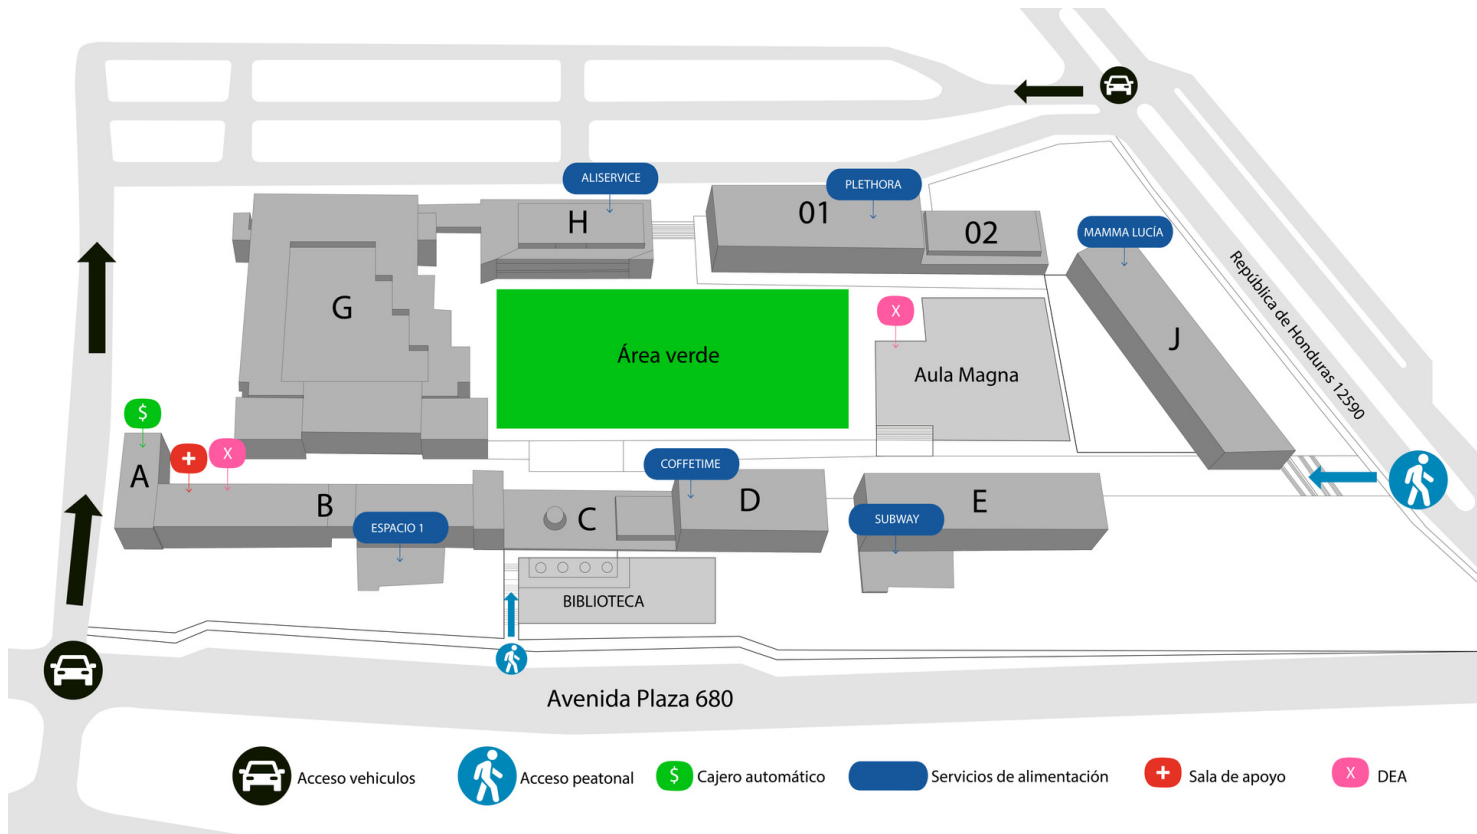 ALISERVICE
PLETHORA
H
01
02
MAMMA LUCÍA
República de Honduras 12590
G
Área verde
X
Aula Magna
J
$
A
+
X
B
ESPACIO 1
COFFETIME
C
D
SUBWAY
E
BIBLIOTECA
Avenida Plaza 680
Acceso vehiculos
Acceso peatonal
$ Cajero automático
Servicios de alimentación
+ Sala de apoyo
X DEA